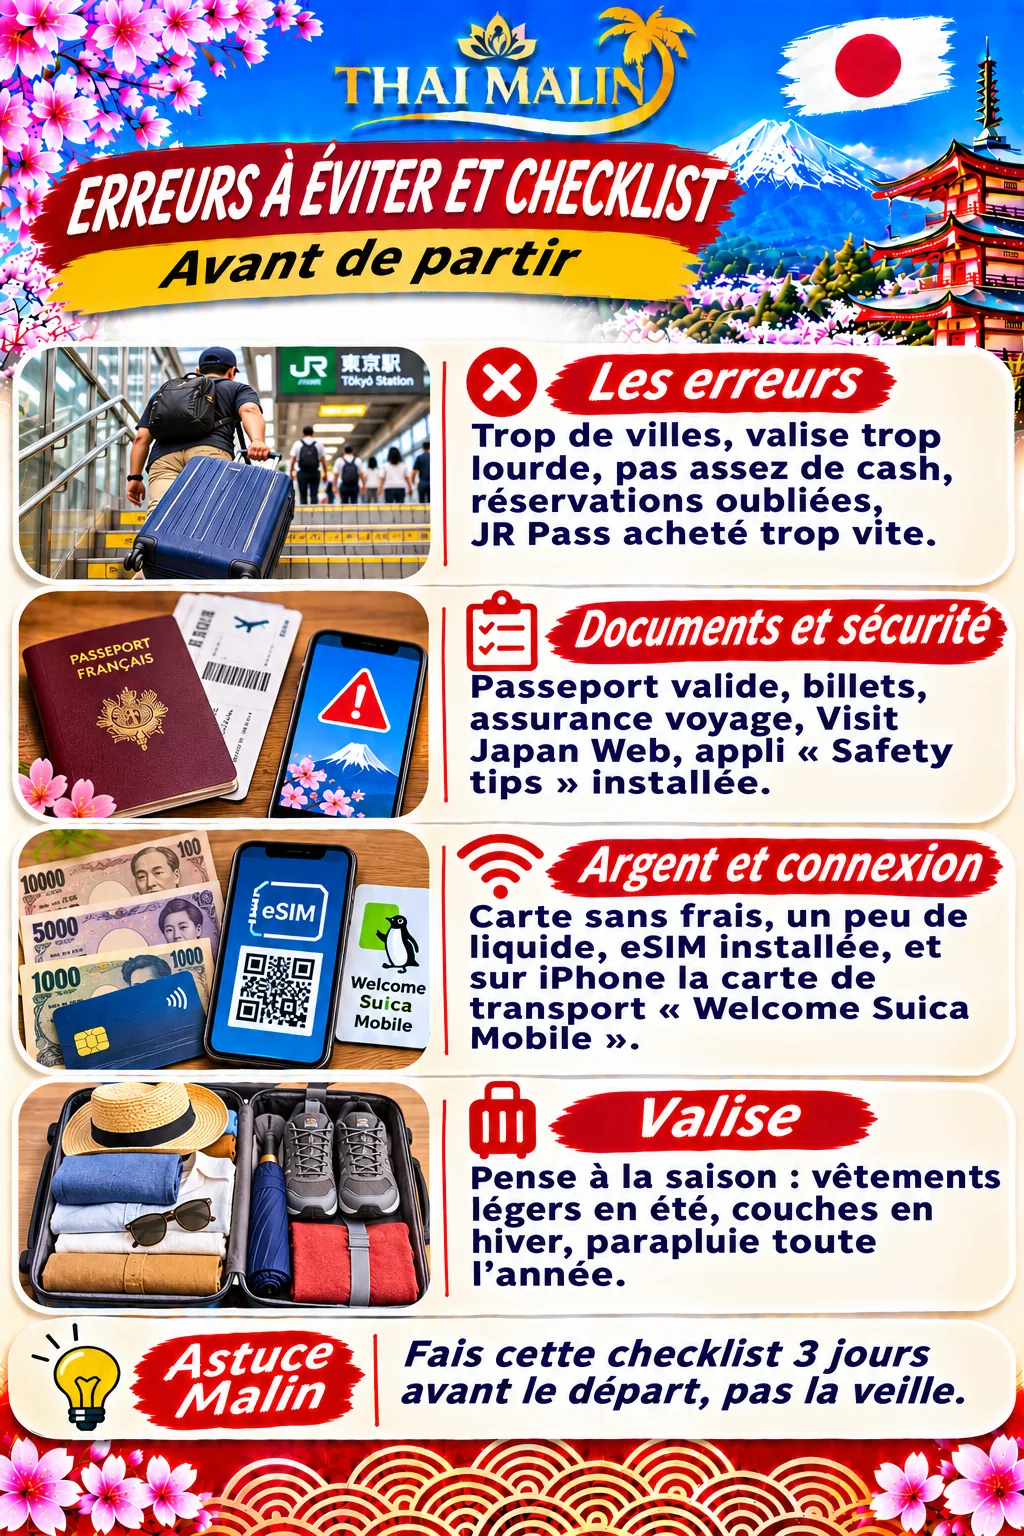 THAI MALIN
ERREURS À ÉVITER ET CHECKLIST
Avant de partir
JR 東京駅
Tōkyō Station
Les erreurs
Trop de villes, valise trop
lourde, pas assez de cash,
réservations oubliées,
JR Pass acheté trop vite.
PASSEPORT
FRANÇAIS
Documents et sécurité
Passeport valide, billets,
assurance voyage, Visit
Japan Web, appli « Safety
tips » installée.
10000
100
5000
1000
1000
eSIM
Welcome
Suica
Mobile
Argent et connexion
Carte sans frais, un peu de
liquide, eSIM installée, et
sur iPhone la carte de
transport « Welcome Suica
Mobile ».
Valise
Pense à la saison : vêtements
légers en été, couches en
hiver, parapluie toute
l'année.
Astuce
Malin
Fais cette checklist 3 jours
avant le départ, pas la veille.